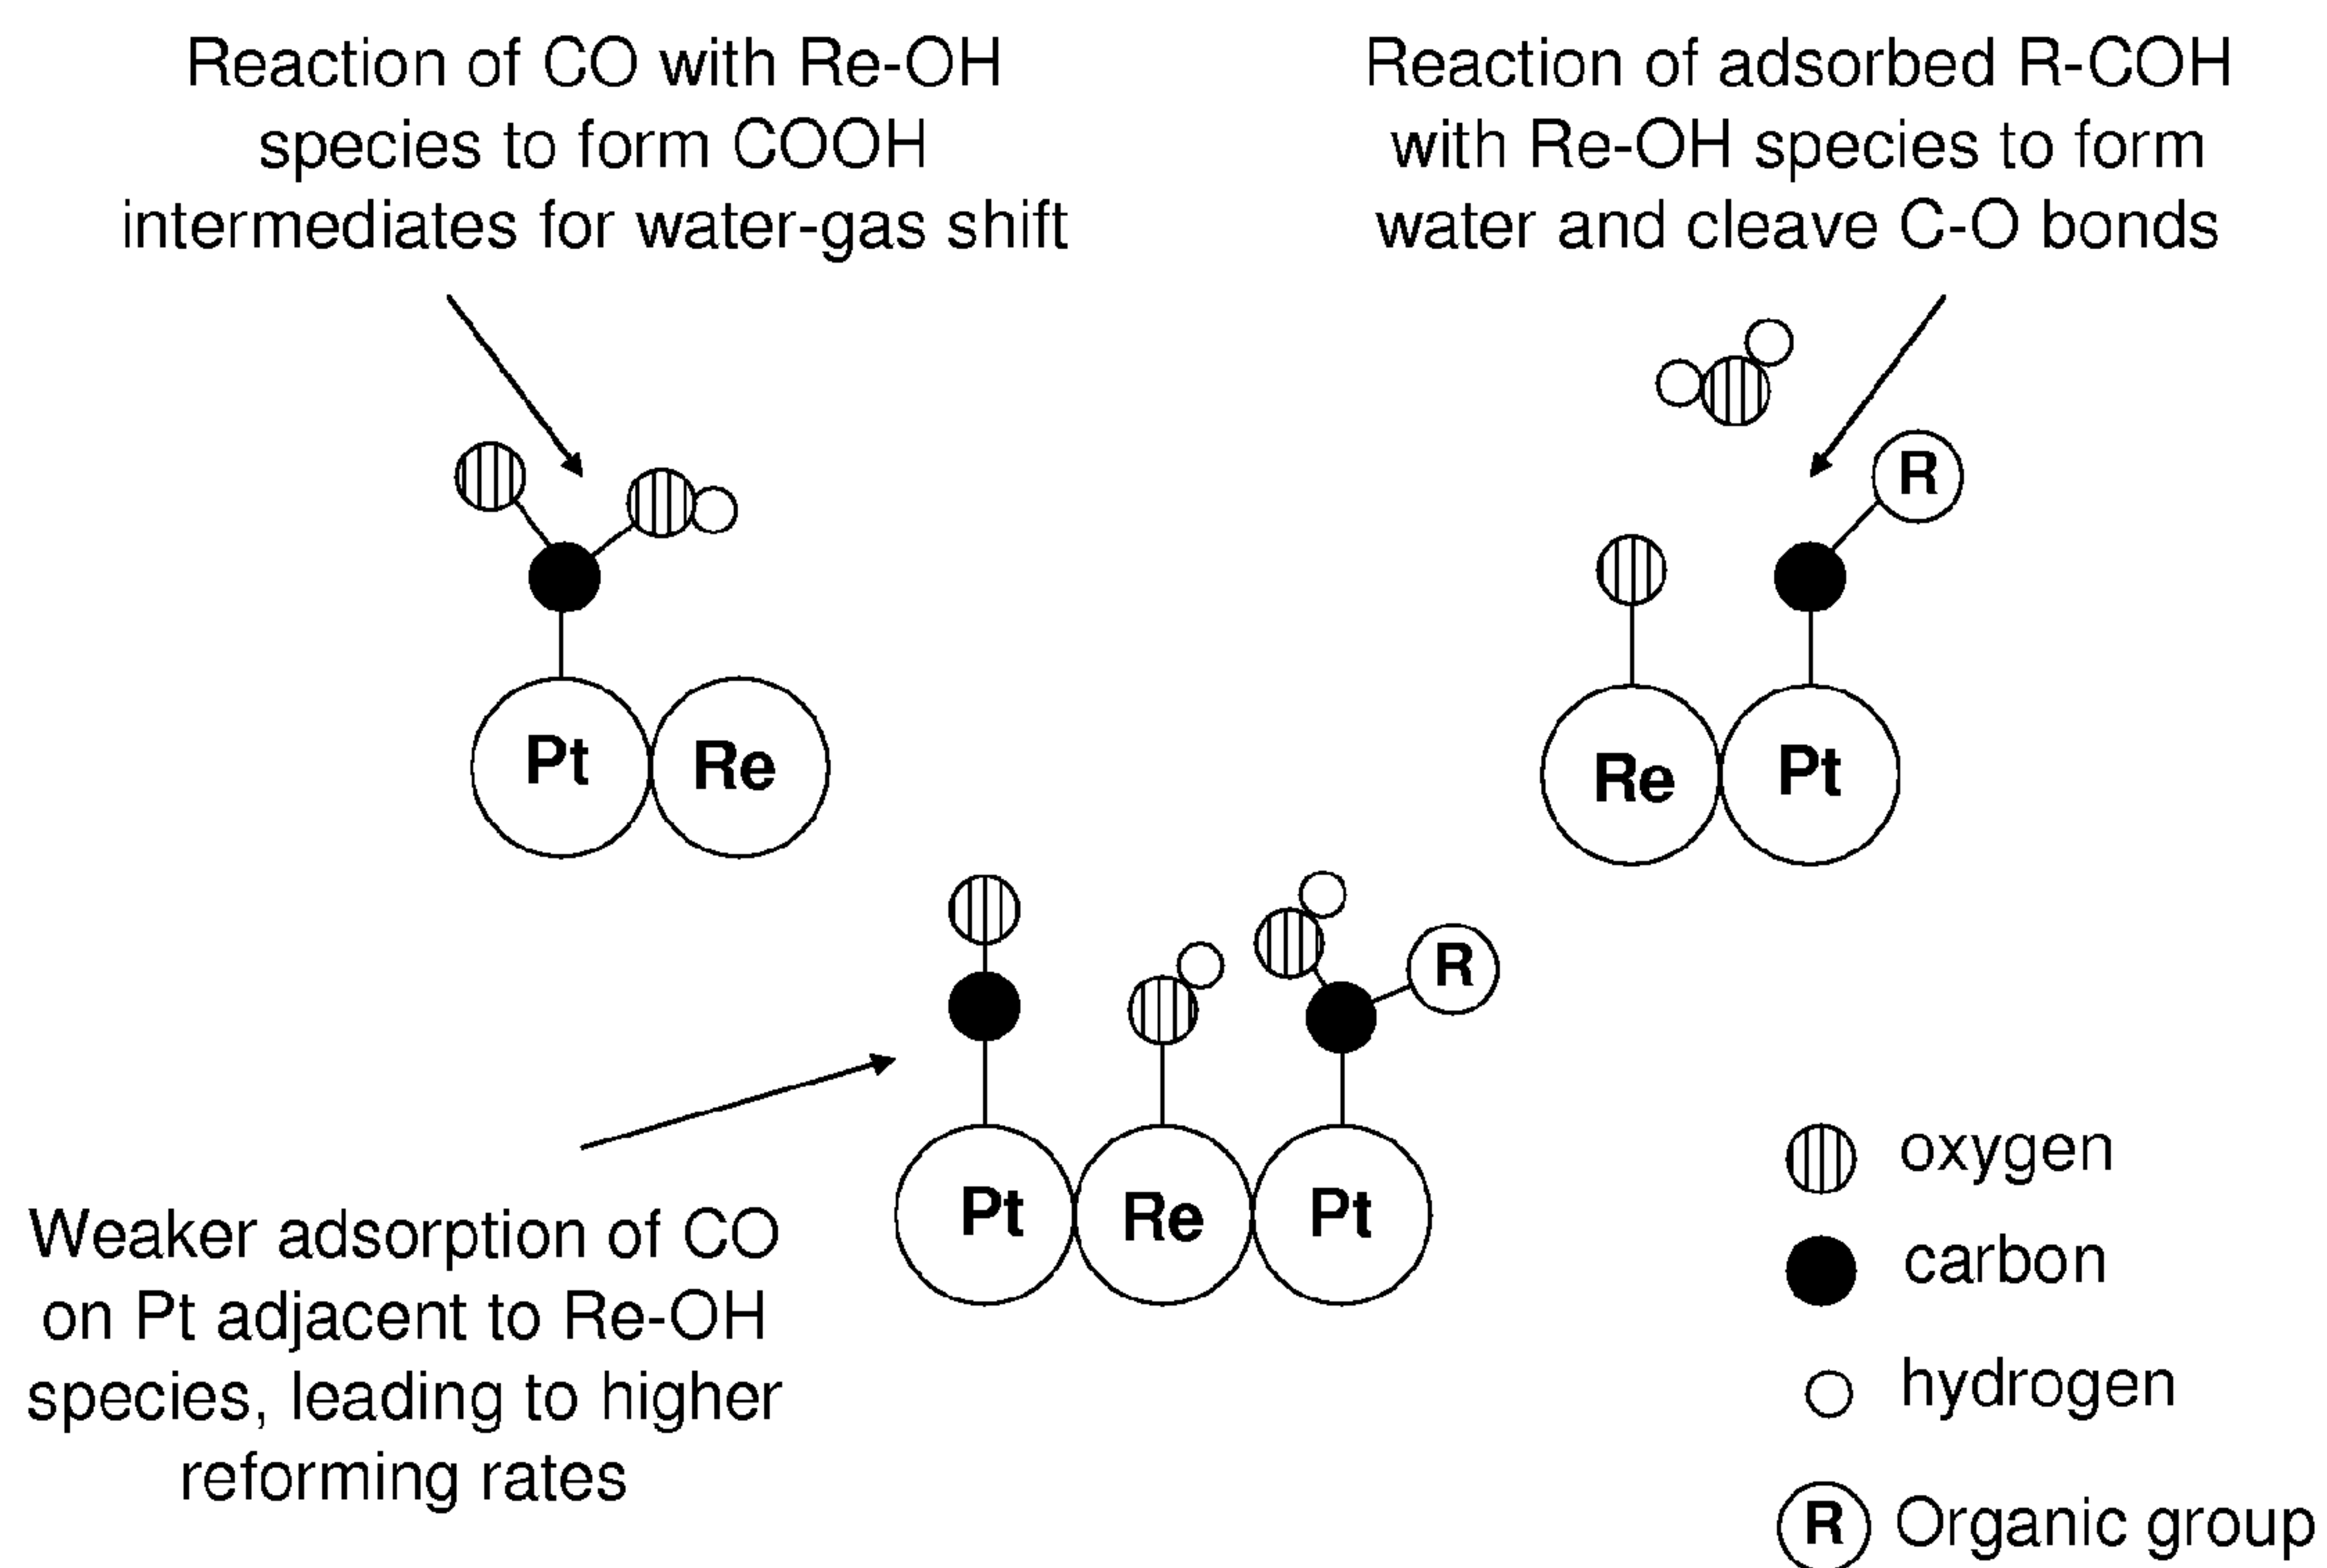 Reaction of CO with Re-OH
species to form COOH
intermediates for water-gas shift
Reaction of adsorbed R-COH
with Re-OH species to form
water and cleave C-O bonds
R
Pt
Re
Re
Pt
R
Pt
Re
Pt
Weaker adsorption of CO
on Pt adjacent to Re-OH
species, leading to higher
reforming rates
oxygen
carbon
hydrogen
R Organic group